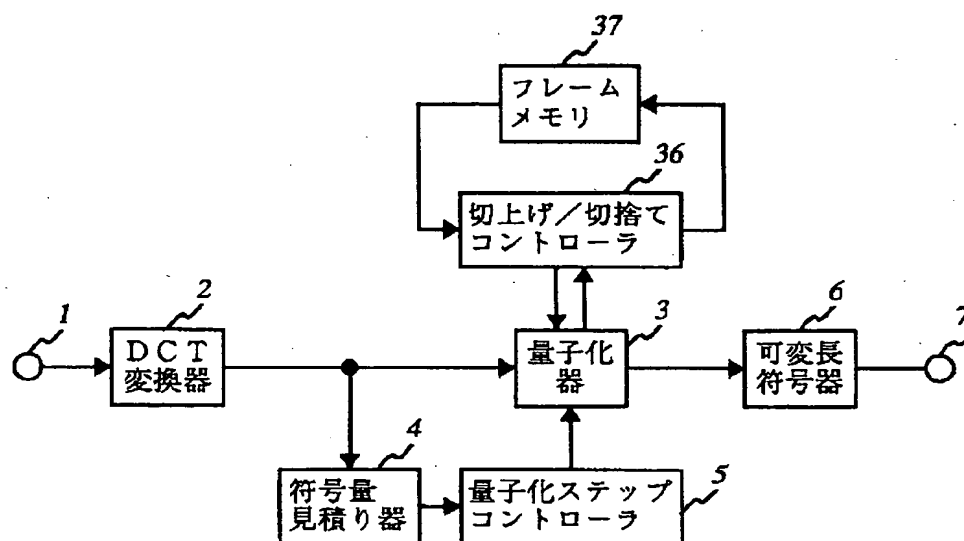 37
フレーム
メモリ
36
切上げ/切捨て
コントローラ
1
2
DCT
変換器
3
量子化
器
6
可変長
符号器
7
4
符号量
見積り器
5
量子化ステップ
コントローラ